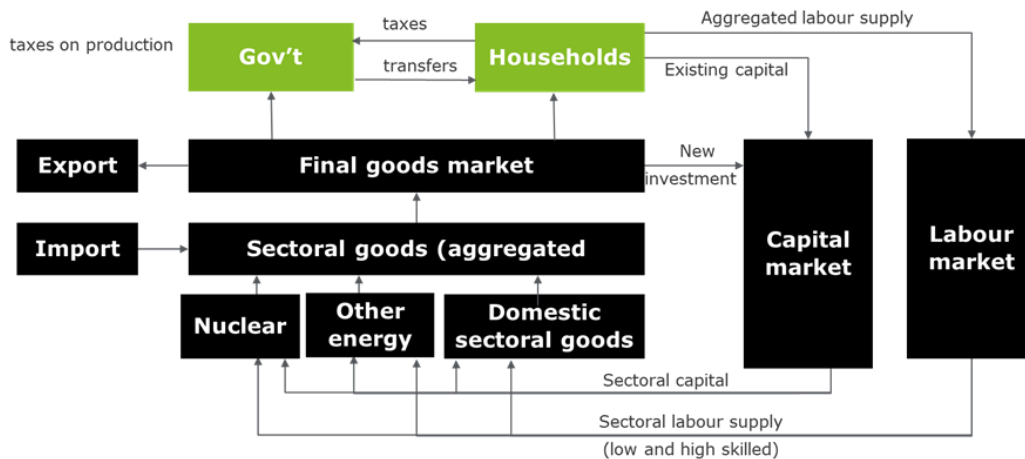 Aggregated labour supply
taxes on production
taxes
Gov't
Households
transfers
Existing capital
Export
Final goods market
New
investment
Import
Sectoral goods (aggregated
Capital
market
Labour
market
Nuclear
Other
energy
Domestic
sectoral goods
Sectoral capital
Sectoral labour supply
(low and high skilled)